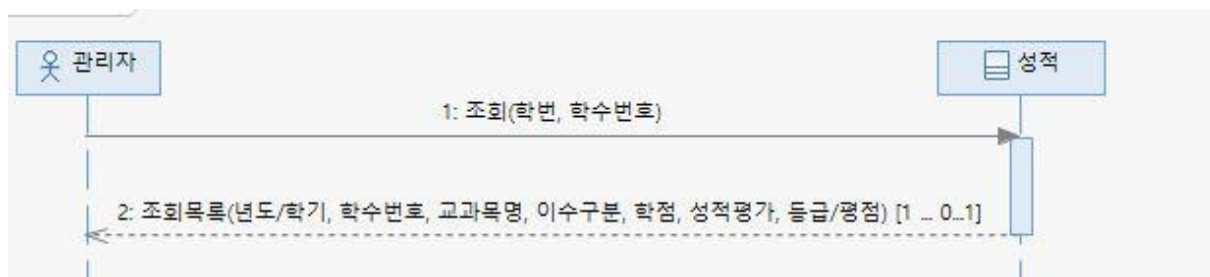 관리자
성적
1: 조회(학번, 학수번호)
2: 조회목록(년도/학기, 학수번호, 교과목명, 이수구분, 학점, 성적평가, 등급/평점) [1 ... 0...1]